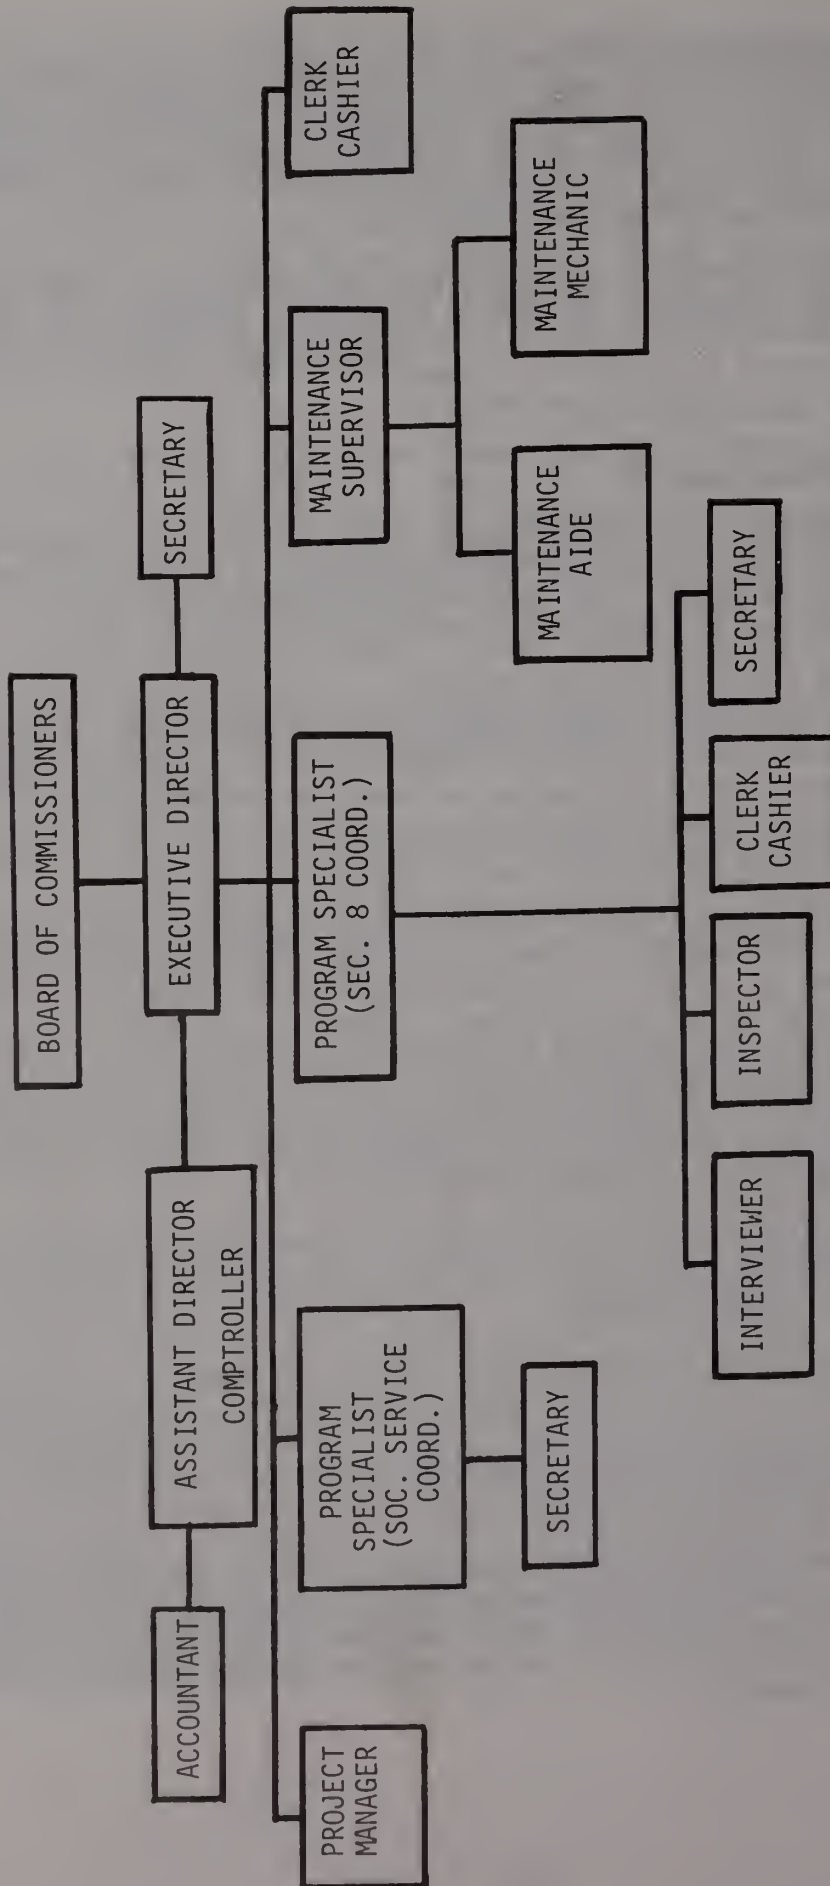 BOARD OF COMMISSIONERS
ACCOUNTANT
ASSISTANT DIRECTOR
COMPTROLLER
EXECUTIVE DIRECTOR
SECRETARY
PROJECT
MANAGER
PROGRAM
SPECIALIST
(SOC. SERVICE
COORD.)
PROGRAM SPECIALIST
(SEC. 8 COORD.)
MAINTENANCE
SUPERVISOR
CLERK
CASHIER
SECRETARY
MAINTENANCE
AIDE
MAINTENANCE
MECHANIC
INTERVIEWER
INSPECTOR
CLERK
CASHIER
SECRETARY